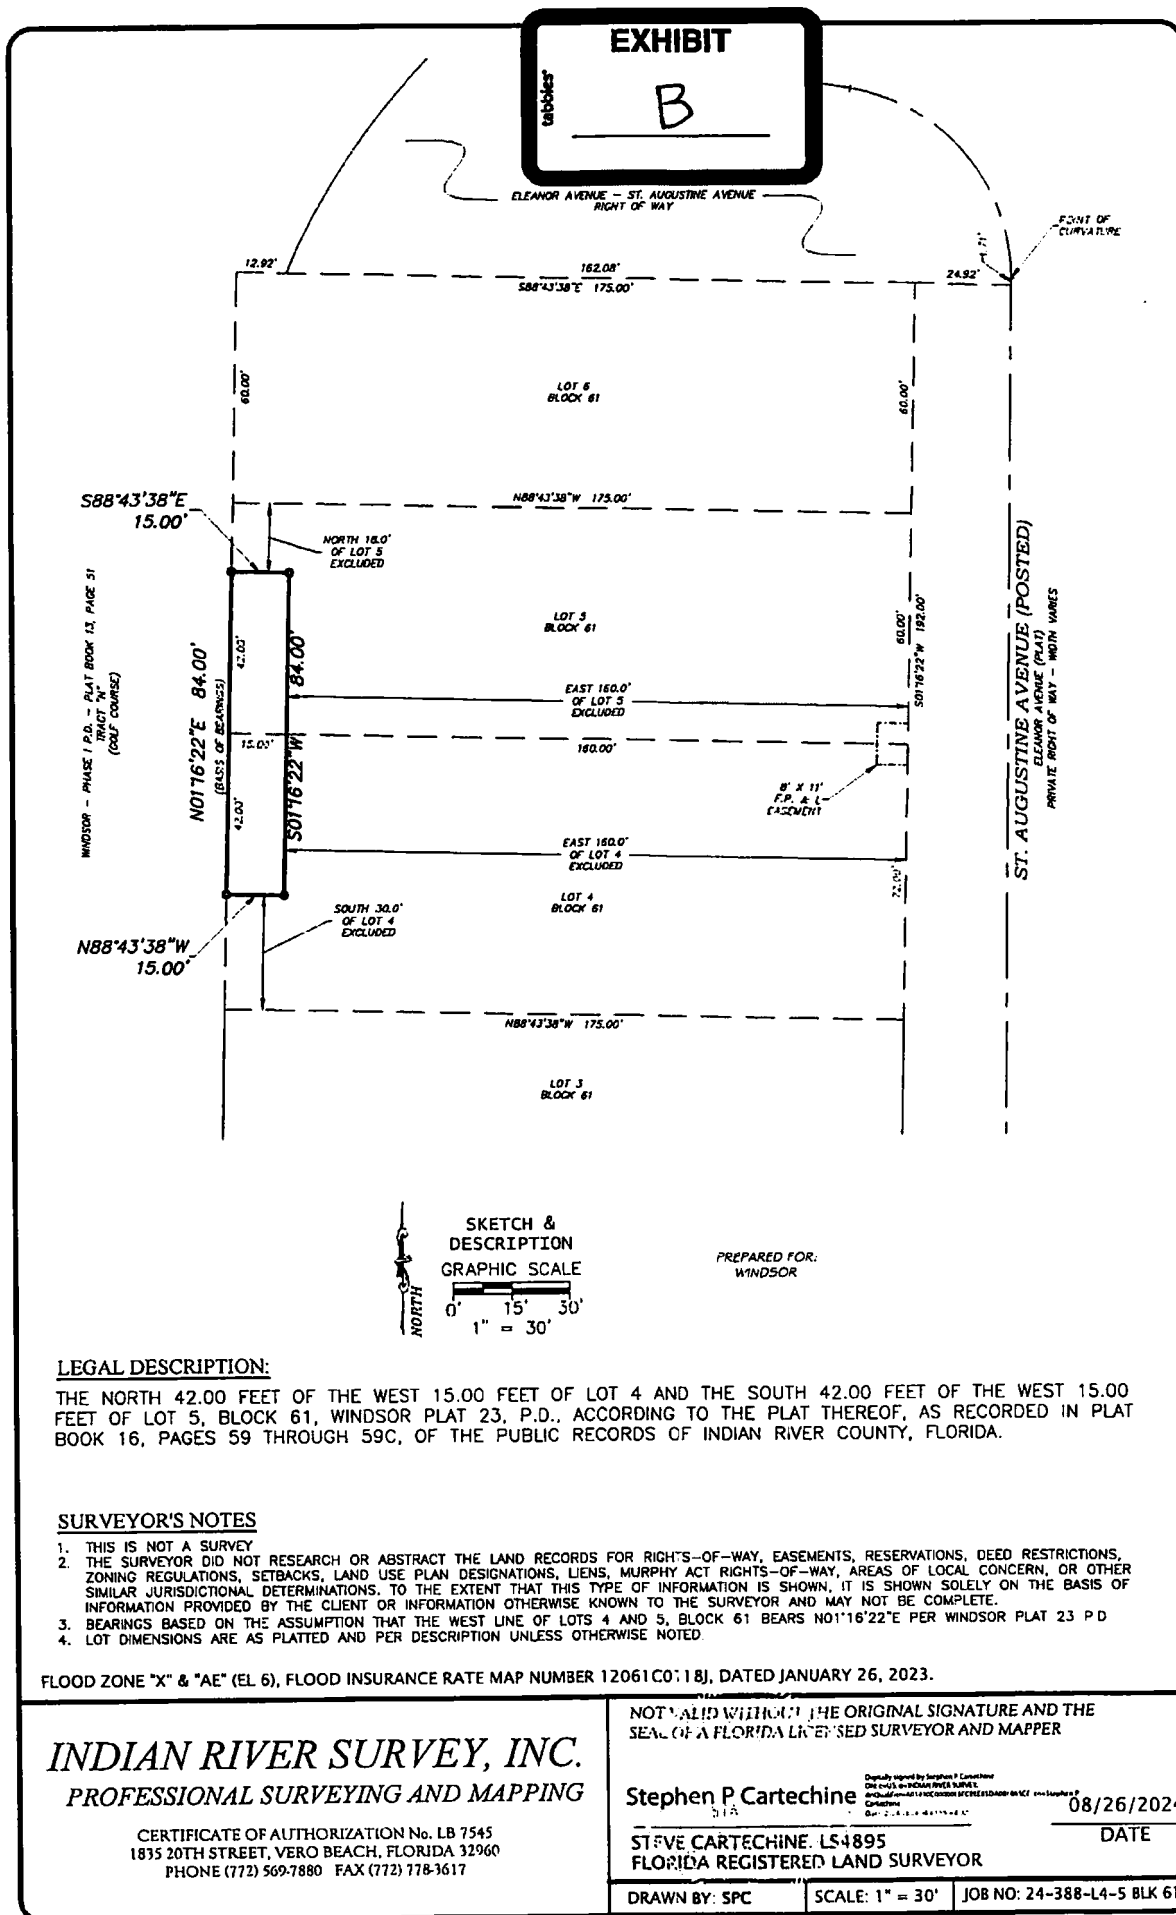 EXHIBIT
tabbies®
B
ELEANOR AVENUE – ST. AUGUSTINE AVENUE
RIGHT OF WAY
POINT OF
CURVATURE
12.92'
162.08'
24.92'
S88°43'38"E 175.00'
60.00'
LOT 6
BLOCK 61
60.00'
S88°43'38"E
15.00'
N88°43'38"W 175.00'
NORTH 18.0'
OF LOT 5
EXCLUDED
WINDSOR – PHASE I P.D. – PLAT BOOK 13, PAGE 51
TRACT "N"
(GOLF COURSE)
N01°16'22"E 84.00'
(BASIS OF BEARINGS)
42.00'
S01°16'22"W 84.00'
LOT 5
BLOCK 61
60.00'
S01°16'22"W 192.00'
ST. AUGUSTINE AVENUE (POSTED)
ELEANOR AVENUE (PLAT)
PRIVATE RIGHT OF WAY – WIDTH VARIES
EAST 160.0'
OF LOT 5
EXCLUDED
15.00'
160.00'
8' X 11'
F.P. & L
EASEMENT
42.00'
EAST 160.0'
OF LOT 4
EXCLUDED
72.00'
LOT 4
BLOCK 61
SOUTH 30.0'
OF LOT 4
EXCLUDED
N88°43'38"W
15.00'
N88°43'38"W 175.00'
LOT 3
BLOCK 61
NORTH
SKETCH &
DESCRIPTION
GRAPHIC SCALE
0' 15' 30'
1" = 30'
PREPARED FOR:
WINDSOR
LEGAL DESCRIPTION:
THE NORTH 42.00 FEET OF THE WEST 15.00 FEET OF LOT 4 AND THE SOUTH 42.00 FEET OF THE WEST 15.00
FEET OF LOT 5, BLOCK 61, WINDSOR PLAT 23, P.D., ACCORDING TO THE PLAT THEREOF, AS RECORDED IN PLAT
BOOK 16, PAGES 59 THROUGH 59C, OF THE PUBLIC RECORDS OF INDIAN RIVER COUNTY, FLORIDA.
SURVEYOR'S NOTES
1. THIS IS NOT A SURVEY
2. THE SURVEYOR DID NOT RESEARCH OR ABSTRACT THE LAND RECORDS FOR RIGHTS-OF-WAY, EASEMENTS, RESERVATIONS, DEED RESTRICTIONS,
ZONING REGULATIONS, SETBACKS, LAND USE PLAN DESIGNATIONS, LIENS, MURPHY ACT RIGHTS-OF-WAY, AREAS OF LOCAL CONCERN, OR OTHER
SIMILAR JURISDICTIONAL DETERMINATIONS. TO THE EXTENT THAT THIS TYPE OF INFORMATION IS SHOWN, IT IS SHOWN SOLELY ON THE BASIS OF
INFORMATION PROVIDED BY THE CLIENT OR INFORMATION OTHERWISE KNOWN TO THE SURVEYOR AND MAY NOT BE COMPLETE.
3. BEARINGS BASED ON THE ASSUMPTION THAT THE WEST LINE OF LOTS 4 AND 5, BLOCK 61 BEARS N01°16'22"E PER WINDSOR PLAT 23 P D
4. LOT DIMENSIONS ARE AS PLATTED AND PER DESCRIPTION UNLESS OTHERWISE NOTED.
FLOOD ZONE "X" & "AE" (EL 6), FLOOD INSURANCE RATE MAP NUMBER 12061C0118J, DATED JANUARY 26, 2023.
INDIAN RIVER SURVEY, INC.
PROFESSIONAL SURVEYING AND MAPPING
CERTIFICATE OF AUTHORIZATION No. LB 7545
1835 20TH STREET, VERO BEACH, FLORIDA 32960
PHONE (772) 569-7880 FAX (772) 778-3617
NOT VALID WITHOUT THE ORIGINAL SIGNATURE AND THE
SEAL OF A FLORIDA LICENSED SURVEYOR AND MAPPER
Stephen P Cartechine
Digitally signed by Stephen P Cartechine
08/26/2024
DATE
STEVE CARTECHINE, LS4895
FLORIDA REGISTERED LAND SURVEYOR
DRAWN BY: SPC
SCALE: 1" = 30'
JOB NO: 24-388-L4-5 BLK 61